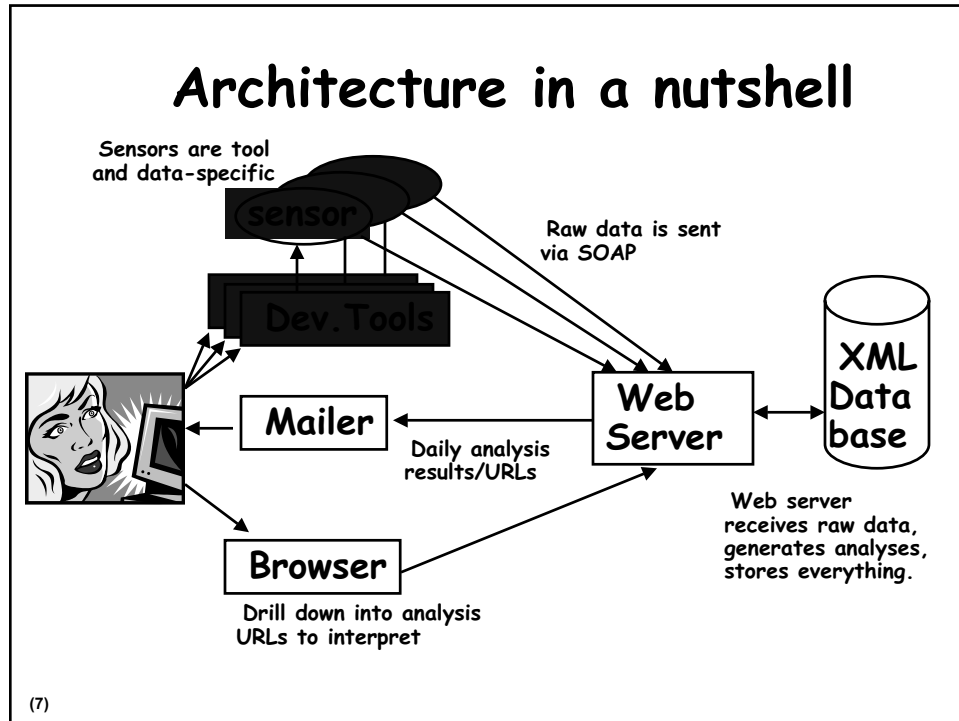 Architecture in a nutshell
Sensors are tool
and data-specific
sensor
Raw data is sent
via SOAP
Dev.Tools
XML
Data
base
Web
Server
Mailer
Daily analysis
results/URLs
Web server
receives raw data,
generates analyses,
stores everything.
Browser
Drill down into analysis
URLs to interpret
(7)